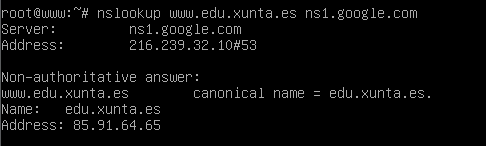 root@www:~# nslookup www.edu.xunta.es ns1.google.com
Server:         ns1.google.com
Address:        216.239.32.10#53

Non-authoritative answer:
www.edu.xunta.es        canonical name = edu.xunta.es.
Name:   edu.xunta.es
Address: 85.91.64.65